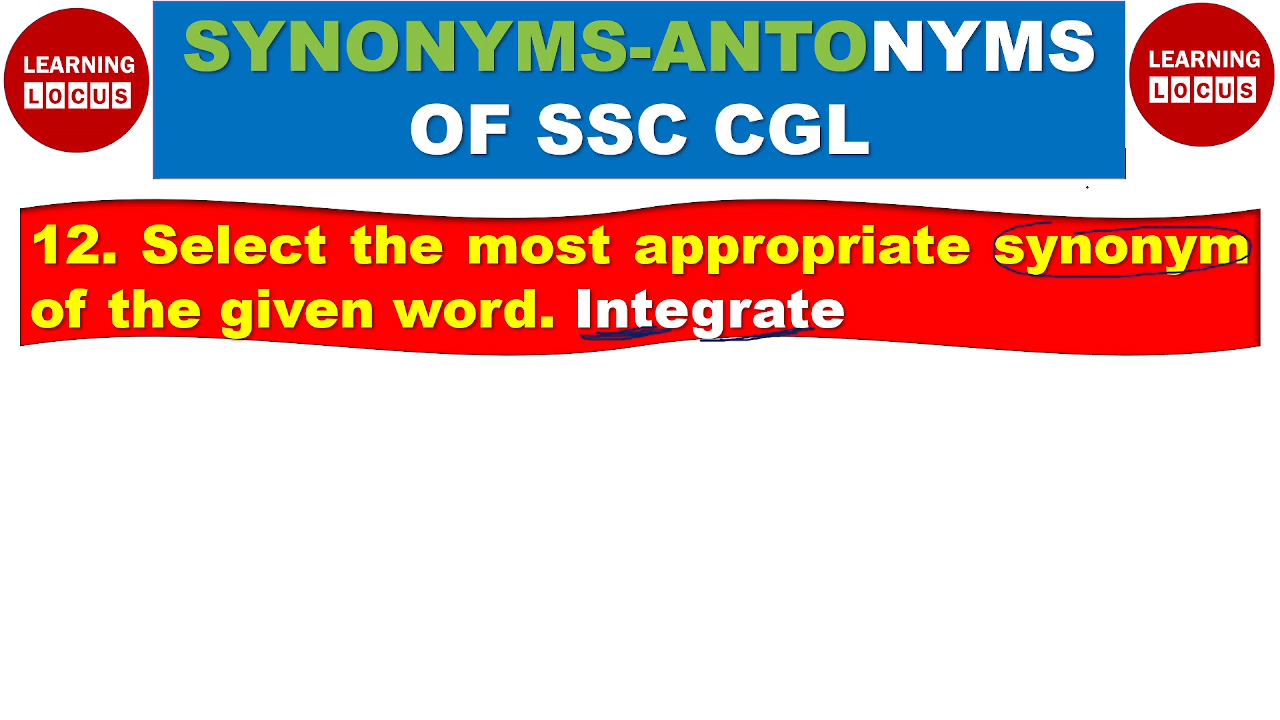 LEARNING
LOCUS
SYNONYMS-ANTONYMS
OF SSC CGL
LEARNING
LOCUS
12. Select the most appropriate synonym
of the given word. Integrate